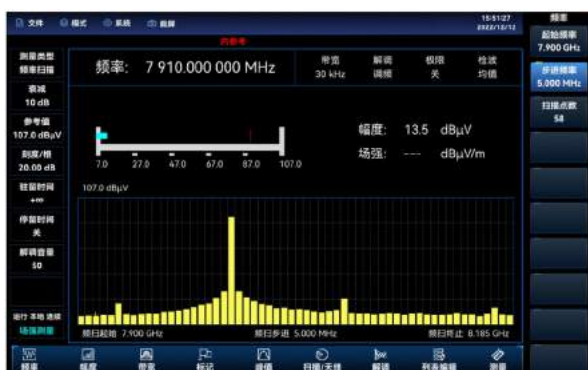 文件 模式 系统 截屏 15:51:27
2022/12/12
频率
内参考
测量类型
频率扫描
频率: 7 910.000 000 MHz
带宽 解调 极限 检波
30 kHz 调频 关 均值
起始频率
7.900 GHz
步进频率
5.000 MHz
扫描点数
58
衰减
10 dB
参考值
107.0 dBμV
刻度/格
20.00 dB
驻留时间
+∞
停留时间
关
解调音量
50
幅度: 13.5 dBμV
场强: --- dBμV/m
7.0 27.0 47.0 67.0 87.0 107.0
107.0 dBμV
运行 本地 连续
场强测量
频扫起始 7.900 GHz 频扫步进 5.000 MHz 频扫终止 8.185 GHz
频率 幅度 带宽 标记 峰值 扫描/天线 解调 列表编辑 测量